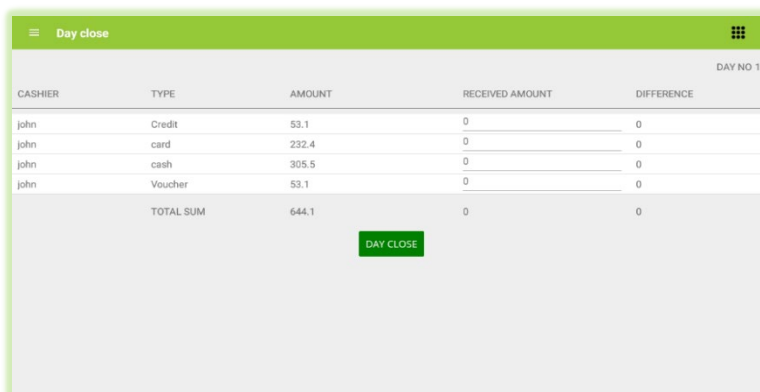 Day close
DAY NO 1
CASHIER TYPE AMOUNT RECEIVED AMOUNT DIFFERENCE
john Credit 53.1 0 0
john card 232.4 0 0
john cash 305.5 0 0
john Voucher 53.1 0 0
TOTAL SUM 644.1 0 0
DAY CLOSE